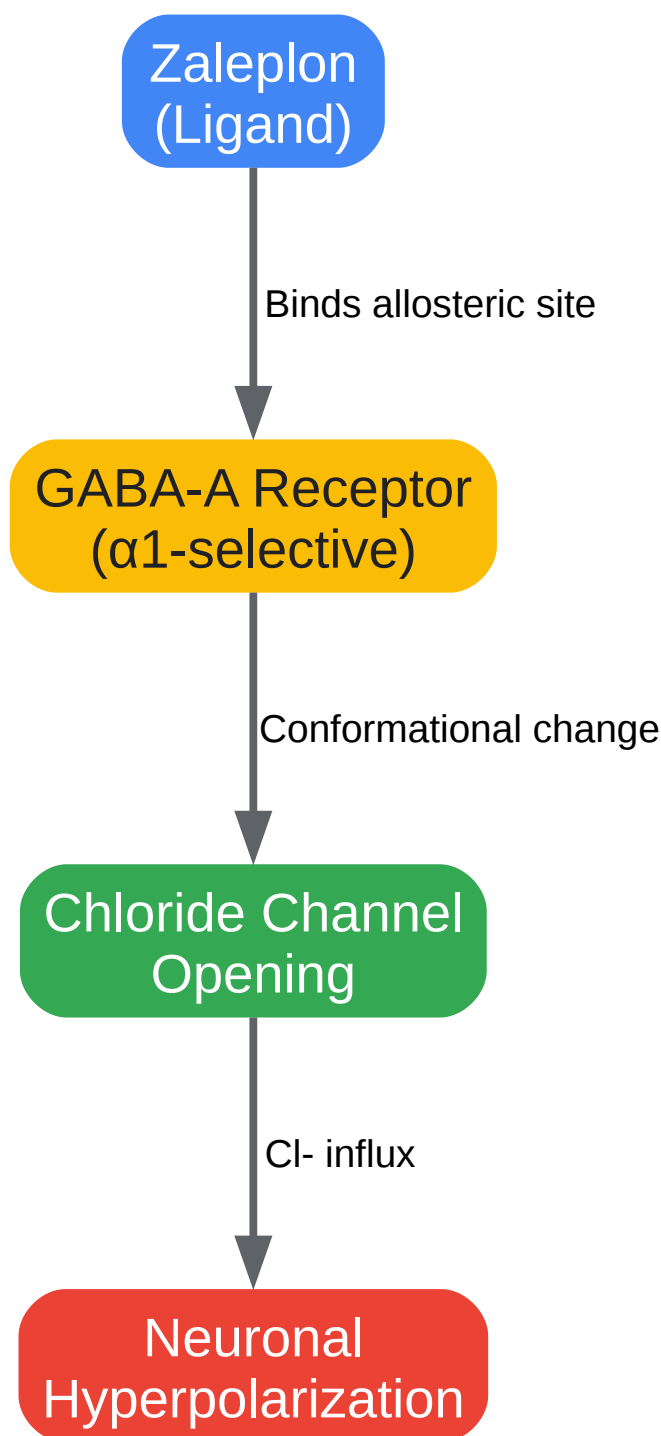 Zaleplon
(Ligand)
Binds allosteric site
GABA-A Receptor
(α1-selective)
Conformational change
Chloride Channel
Opening
Cl- influx
Neuronal
Hyperpolarization